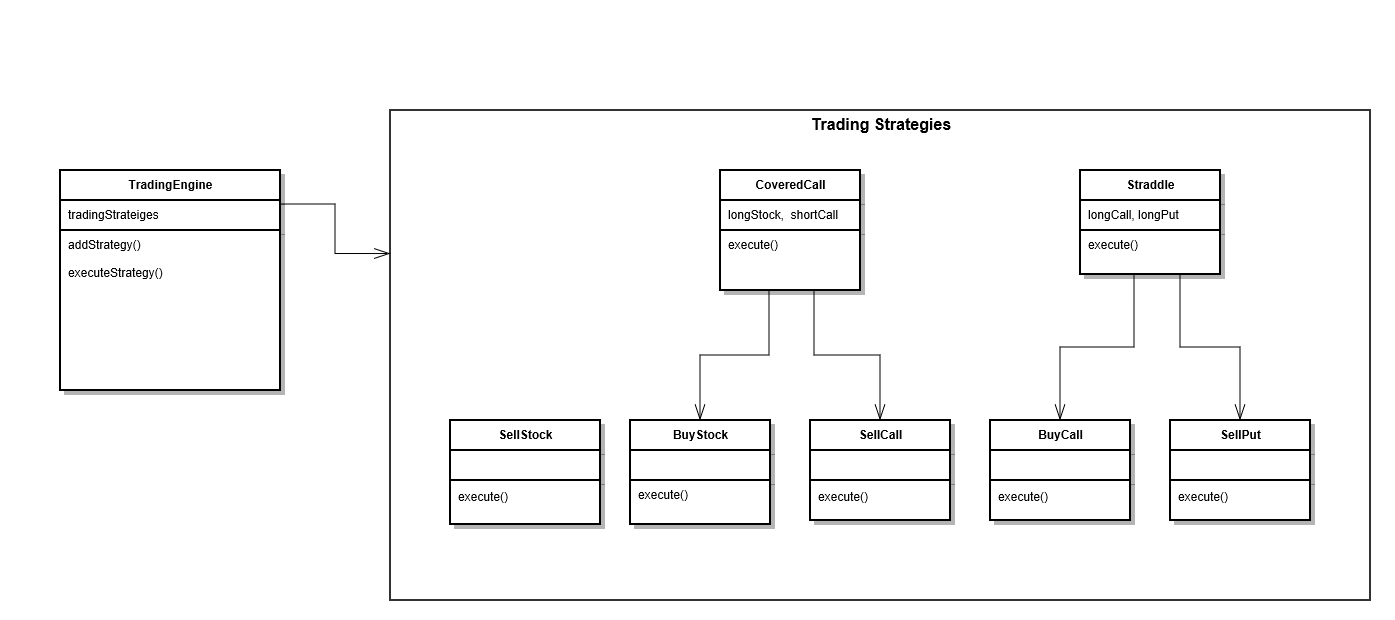 Trading Strategies
TradingEngine
tradingStrateiges
addStrategy()
executeStrategy()
CoveredCall
longStock,  shortCall
execute()
Straddle
longCall, longPut
execute()
SellStock
execute()
BuyStock
execute()
SellCall
execute()
BuyCall
execute()
SellPut
execute()